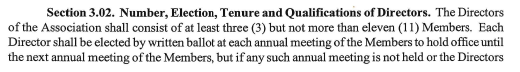 Section 3.02. Number, Election, Tenure and Qualifications of Directors. The Directors
of the Association shall consist of at least three (3) but not more than eleven (11) Members. Each
Director shall be elected by written ballot at each annual meeting of the Members to hold office until
the next annual meeting of the Members, but if any such annual meeting is not held or the Directors